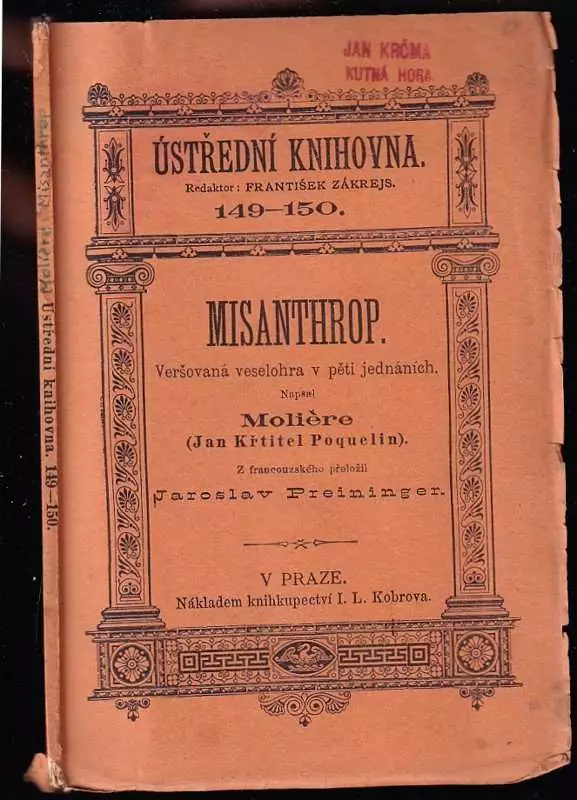 JAN KRČMA
KUTNÁ HORA
ÚSTŘEDNÍ KNIHOVNA.
Redaktor: FRANTIŠEK ZÁKREJS.
149–150.
MISANTHROP.
Veršovaná veselohra v pěti jednáních.
Napsal
Molière
(Jan Křtitel Poquelin).
Z francouzského přeložil
Jaroslav Preininger.
V PRAZE.
Nákladem knihkupectví I. L. Kobrova.
Ústřední knihovna. 149–150.